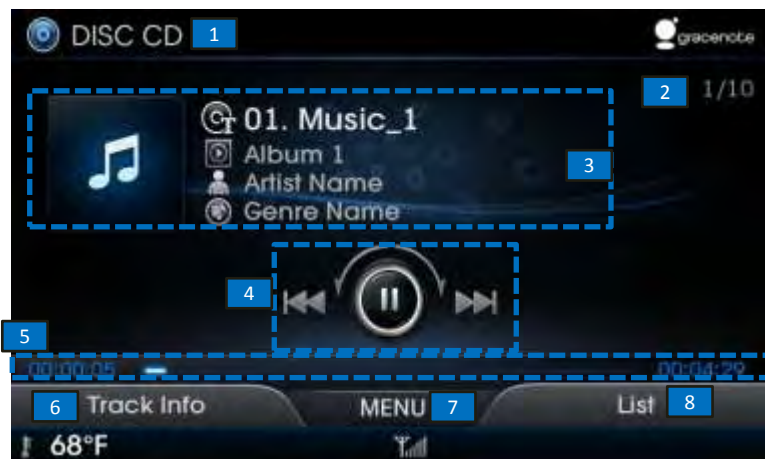 DISC CD 1
gracenote
2 1/10
CT 01. Music_1
Album 1
3
Artist Name
Genre Name
4
5
00:00:05 00:04:29
6 Track Info MENU 7 List 8
68°F